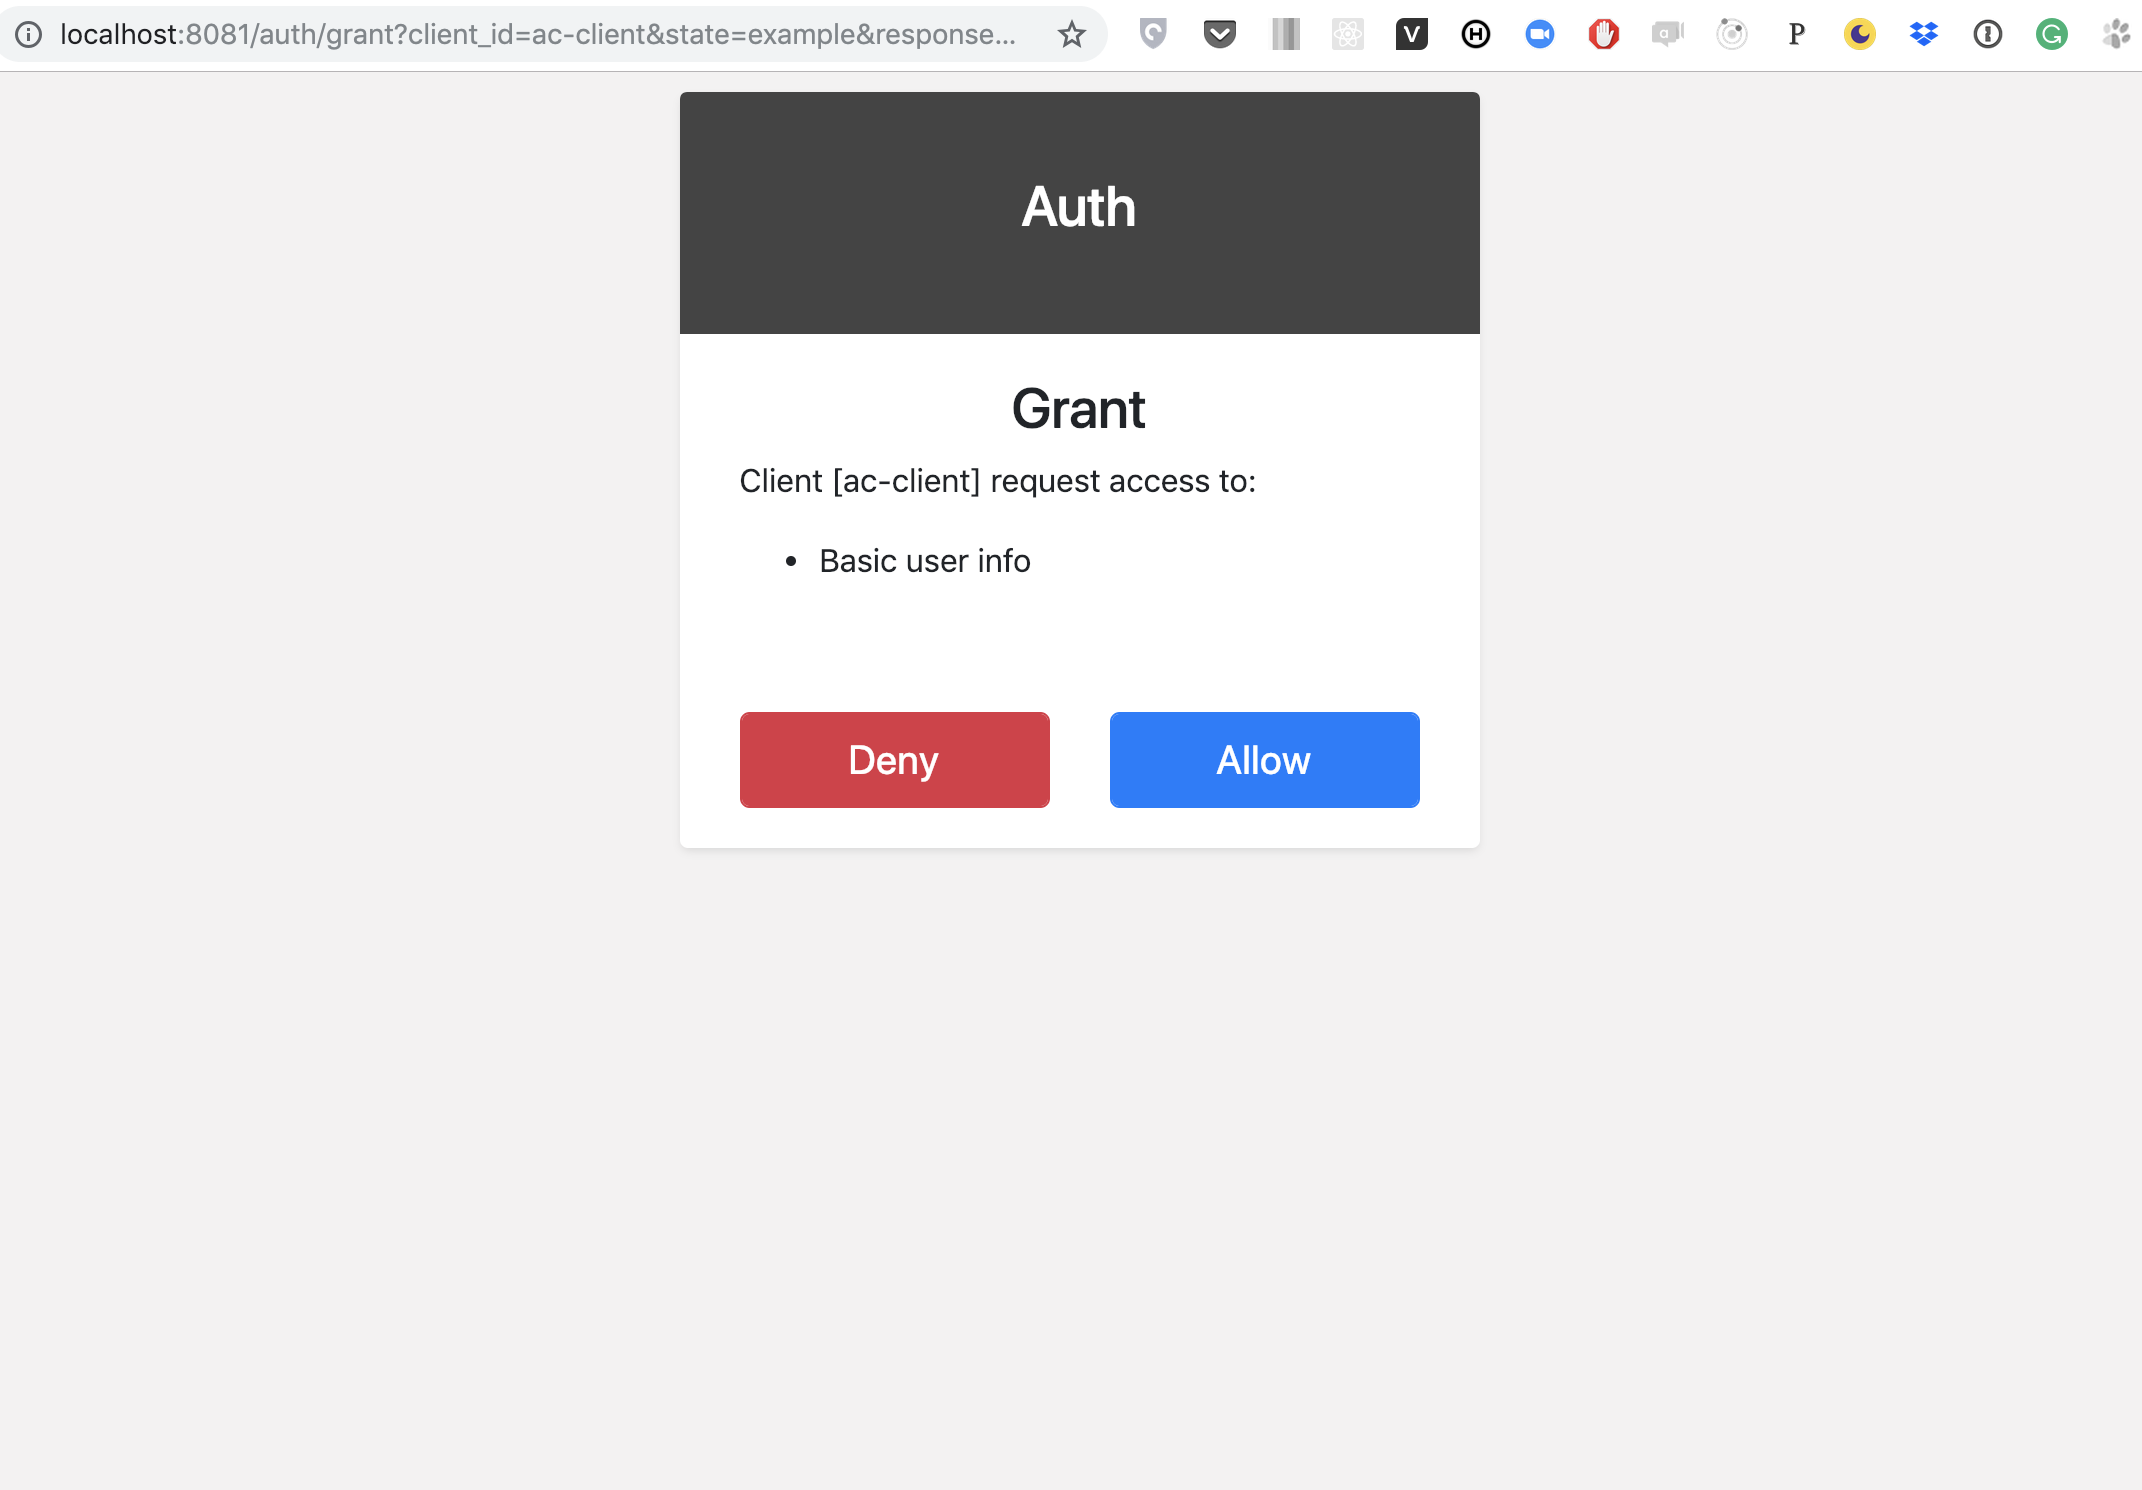 localhost:8081/auth/grant?client_id=ac-client&state=example&response...
Auth
Grant
Client [ac-client] request access to:
• Basic user info
Deny Allow